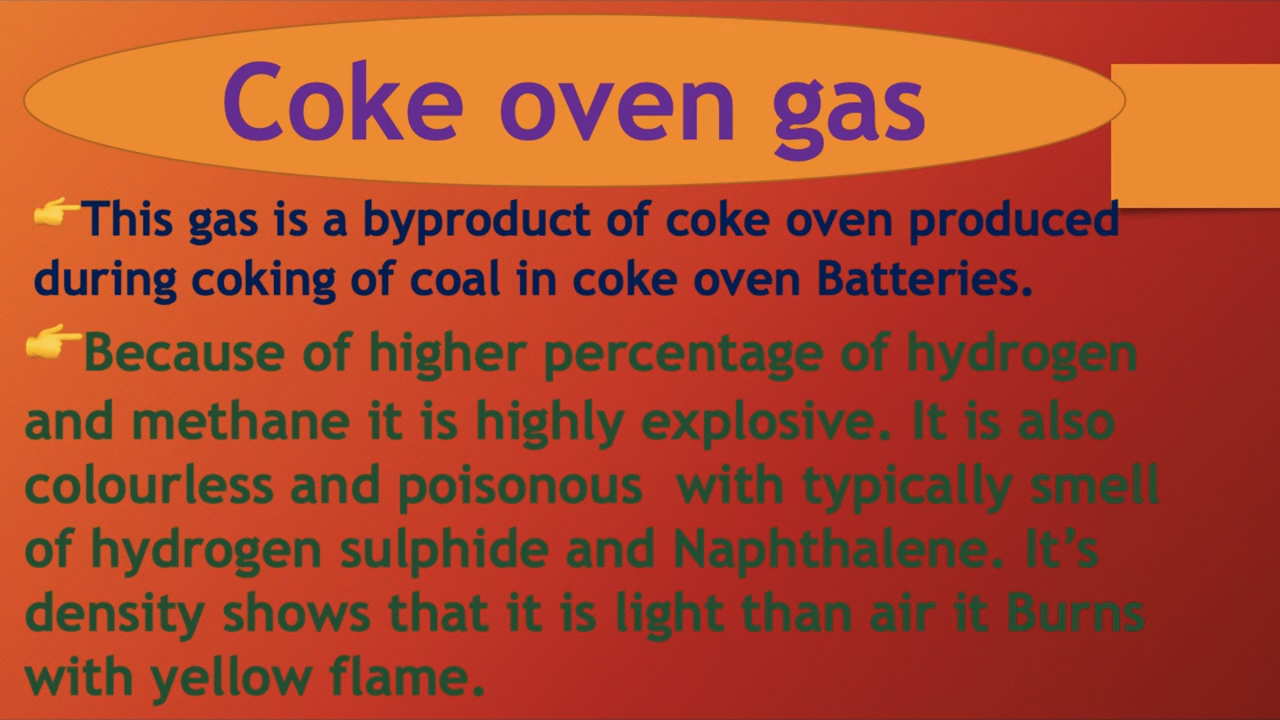 Coke oven gas
👉This gas is a byproduct of coke oven produced
during coking of coal in coke oven Batteries.
👉Because of higher percentage of hydrogen
and methane it is highly explosive. It is also
colourless and poisonous  with typically smell
of hydrogen sulphide and Naphthalene. It’s
density shows that it is light than air it Burns
with yellow flame.